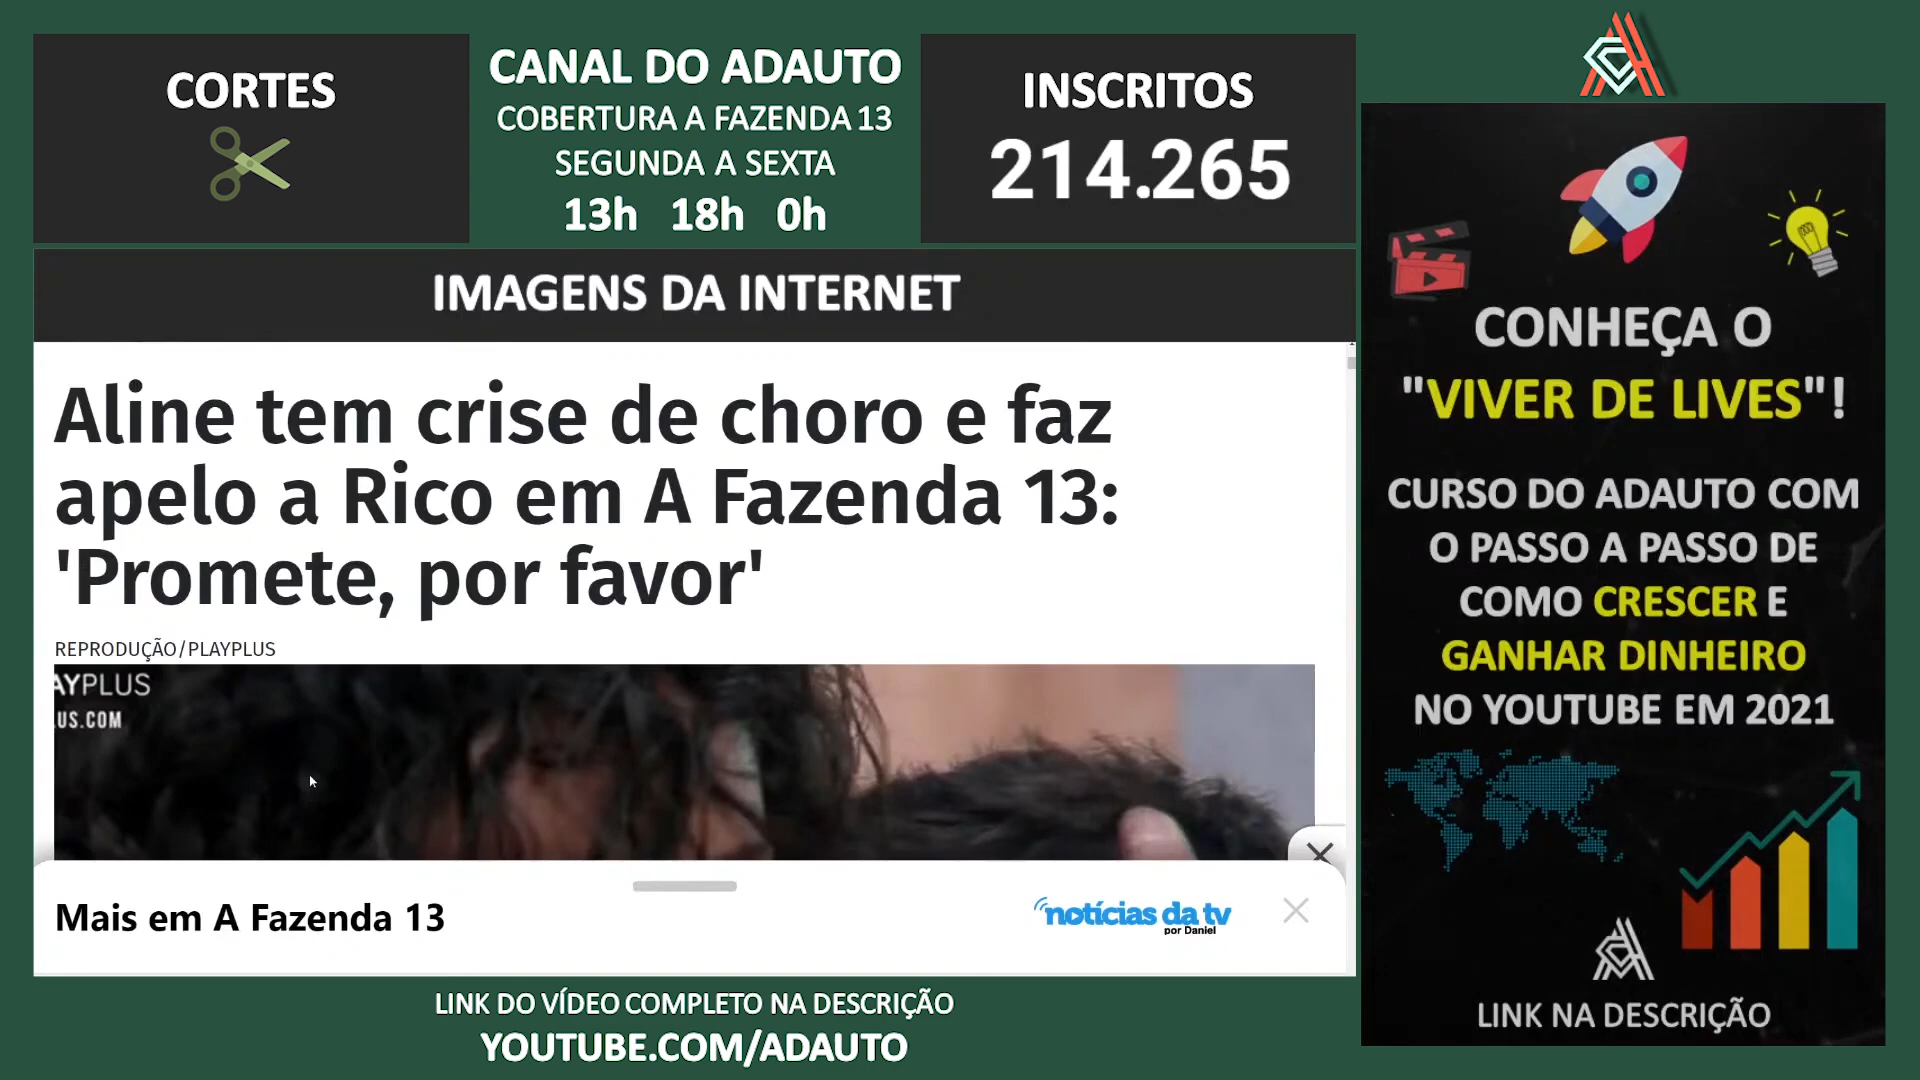 CORTES
CANAL DO ADAUTO
COBERTURA A FAZENDA 13
SEGUNDA A SEXTA
13h 18h 0h
INSCRITOS
214.265
IMAGENS DA INTERNET
Aline tem crise de choro e faz
apelo a Rico em A Fazenda 13:
'Promete, por favor'
REPRODUÇÃO/PLAYPLUS
AYPLUS
US.COM
Mais em A Fazenda 13
notícias da tv
por Daniel
LINK DO VÍDEO COMPLETO NA DESCRIÇÃO
YOUTUBE.COM/ADAUTO
CONHEÇA O
"VIVER DE LIVES"!
CURSO DO ADAUTO COM
O PASSO A PASSO DE
COMO CRESCER E
GANHAR DINHEIRO
NO YOUTUBE EM 2021
LINK NA DESCRIÇÃO